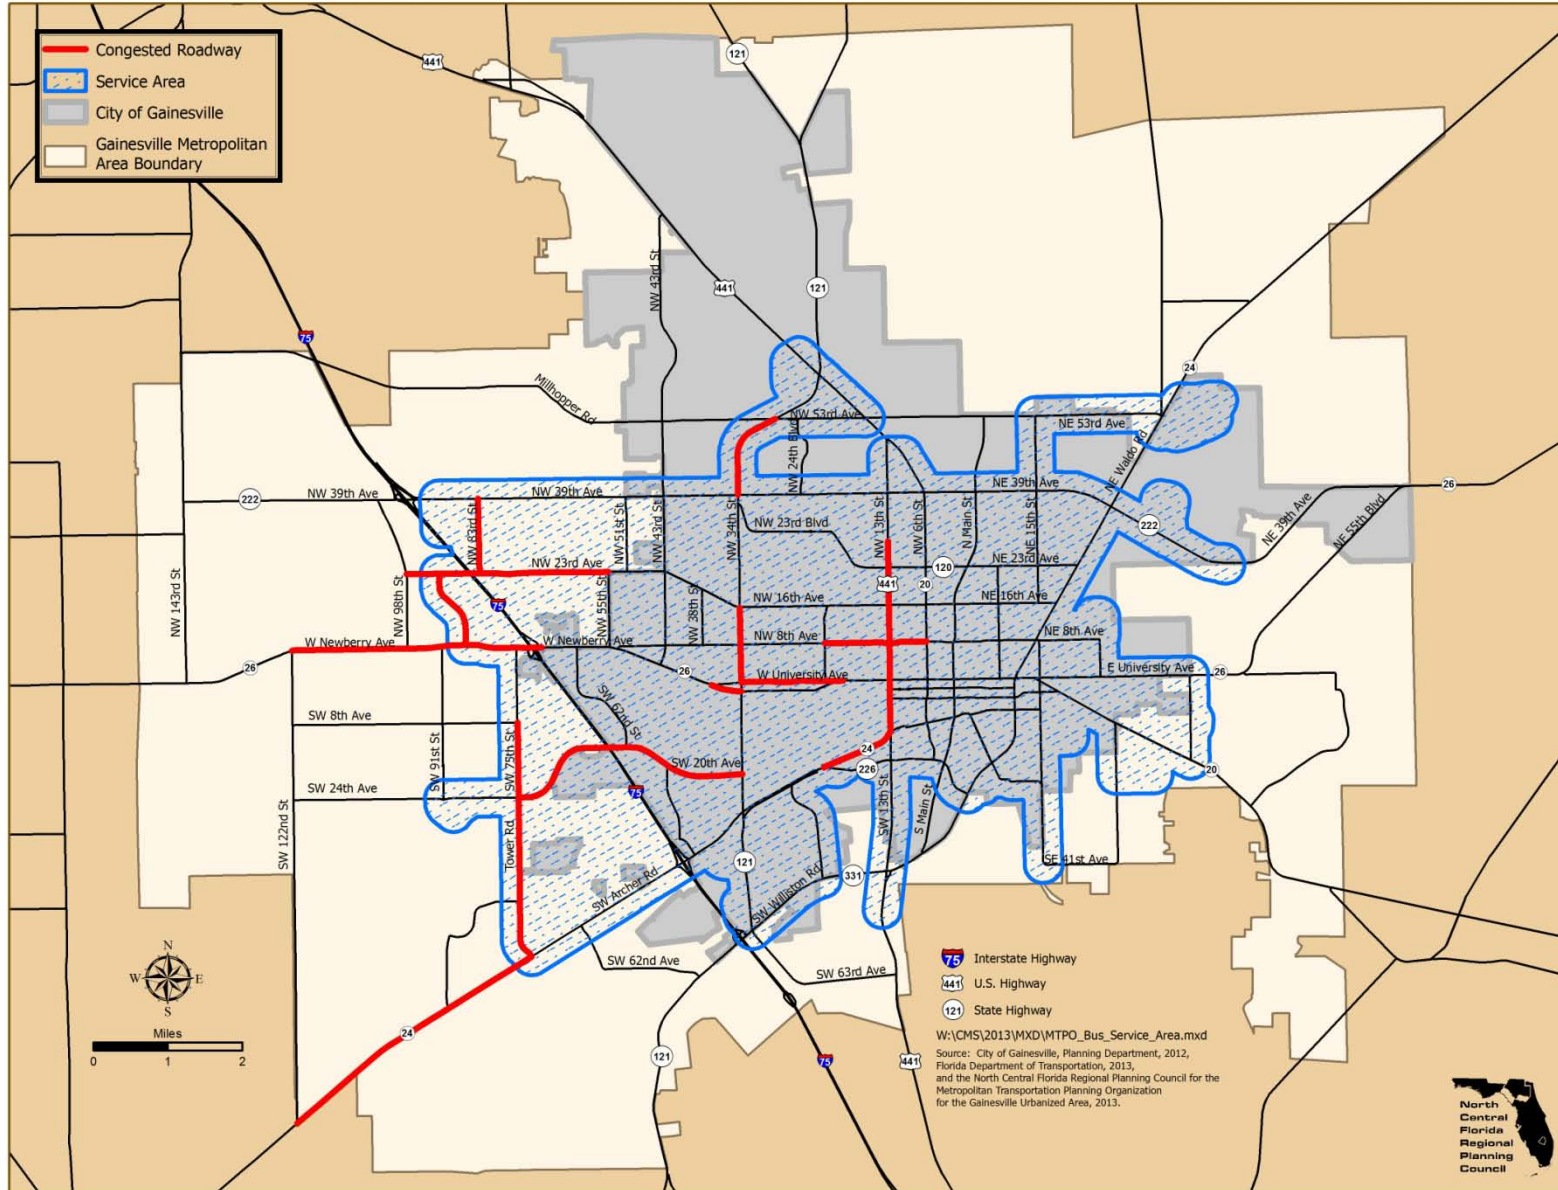 Congested Roadway
Service Area
City of Gainesville
Gainesville Metropolitan
Area Boundary
441
121
441
121
NW 43rd St
75
24
Millhopper Rd
NW 53rd Ave
NE 53rd Ave
NW 24th Blvd
NE Waldo Rd
222
NW 39th Ave
NW 39th Ave
NE 39th Ave
26
NW 83rd St
NW 51st St
NW 43rd St
NW 34th St
NW 23rd Blvd
NW 13th St
NW 6th St
N Main St
NE 15th St
222
NE 39th Ave
NE 55th Blvd
NW 143rd St
NW 98th St
NW 23rd Ave
NW 55th St
NW 38th St
120
NE 23rd Ave
441
20
75
NW 16th Ave
NE 16th Ave
W Newberry Ave
W Newberry Ave
NW 8th Ave
NE 8th Ave
26
26
W University Ave
E University Ave
26
SW 8th Ave
SW 62nd St
SW 91st St
SW 75th St
24
SW 20th Ave
226
20
SW 24th Ave
75
SW 122nd St
Tower Rd
SW 13th St
S Main St
121
SW Archer Rd
SW Williston Rd
331
SE 41st Ave
SW 62nd Ave
SW 63rd Ave
24
121
75
441
N
W
E
S
Miles
0
1
2
75
Interstate Highway
441
U.S. Highway
121
State Highway
W:\CMS\2013\MXD\MTPO_Bus_Service_Area.mxd
Source: City of Gainesville, Planning Department, 2012,
Florida Department of Transportation, 2013,
and the North Central Florida Regional Planning Council for the
Metropolitan Transportation Planning Organization
for the Gainesville Urbanized Area, 2013.
North
Central
Florida
Regional
Planning
Council